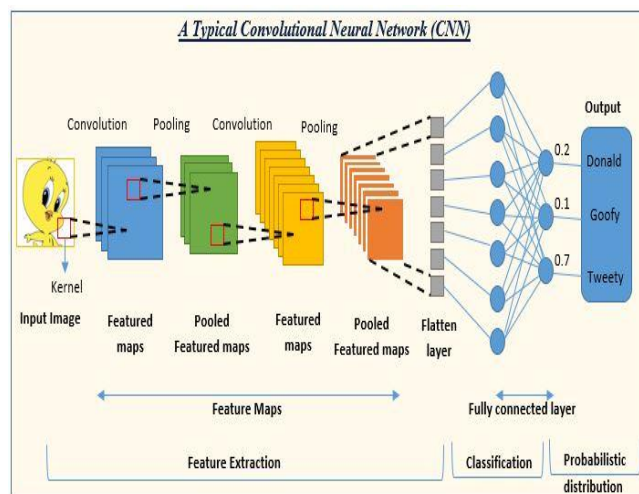 A Typical Convolutional Neural Network (CNN)
Convolution
Pooling
Convolution
Pooling
Output
0.2
Donald
0.1
Goofy
0.7
Tweety
Kernel
Input Image
Featured
maps
Pooled
Featured maps
Featured
maps
Pooled
Featured maps
Flatten
layer
Feature Maps
Fully connected layer
Feature Extraction
Classification
Probabilistic
distribution